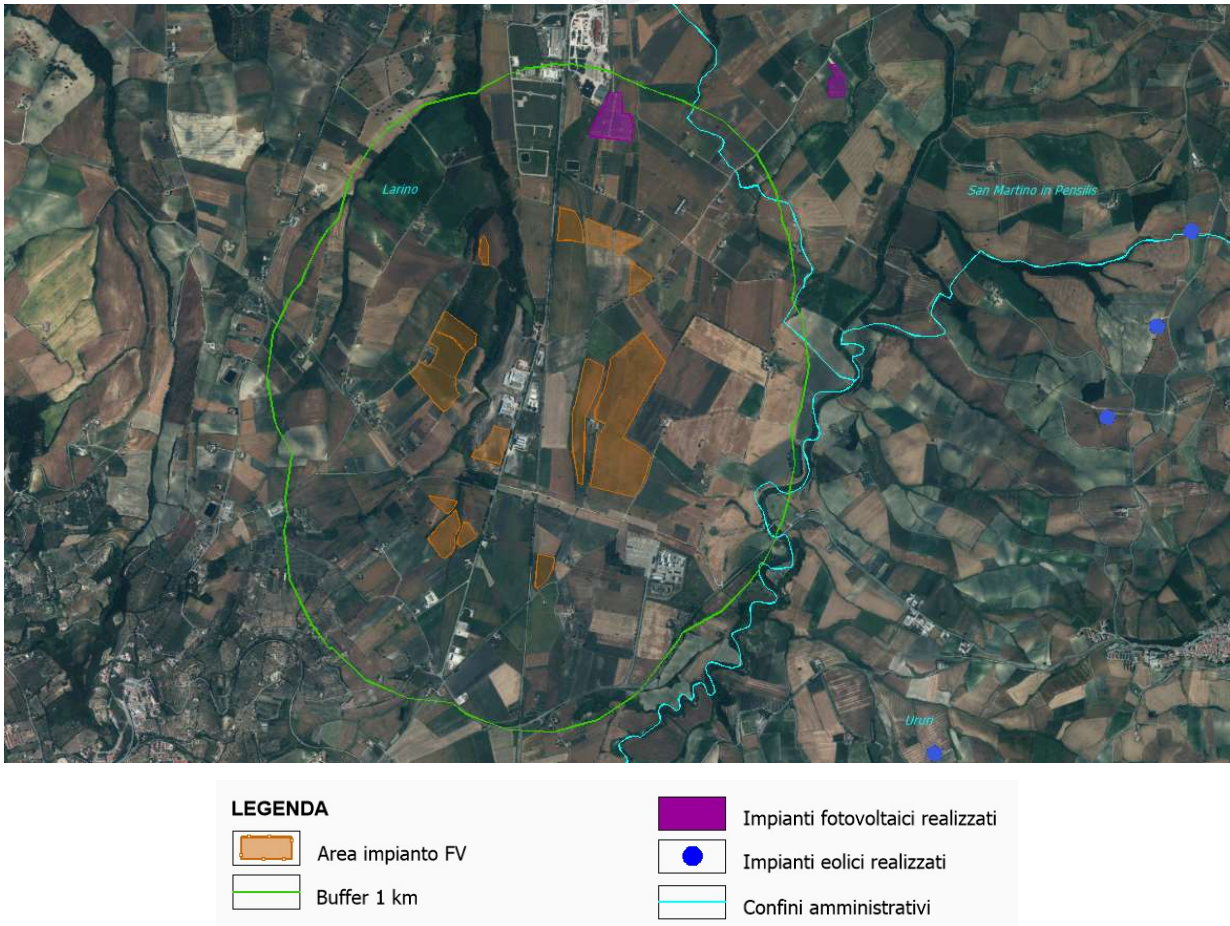 Larino
San Martino in Pensilis
Ururi
LEGENDA
Area impianto FV
Buffer 1 km
Impianti fotovoltaici realizzati
Impianti eolici realizzati
Confini amministrativi